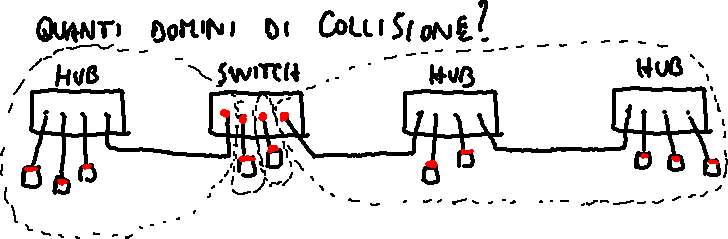 QUANTI DOMINI DI COLLISIONE?
HUB SWITCH HUB HUB